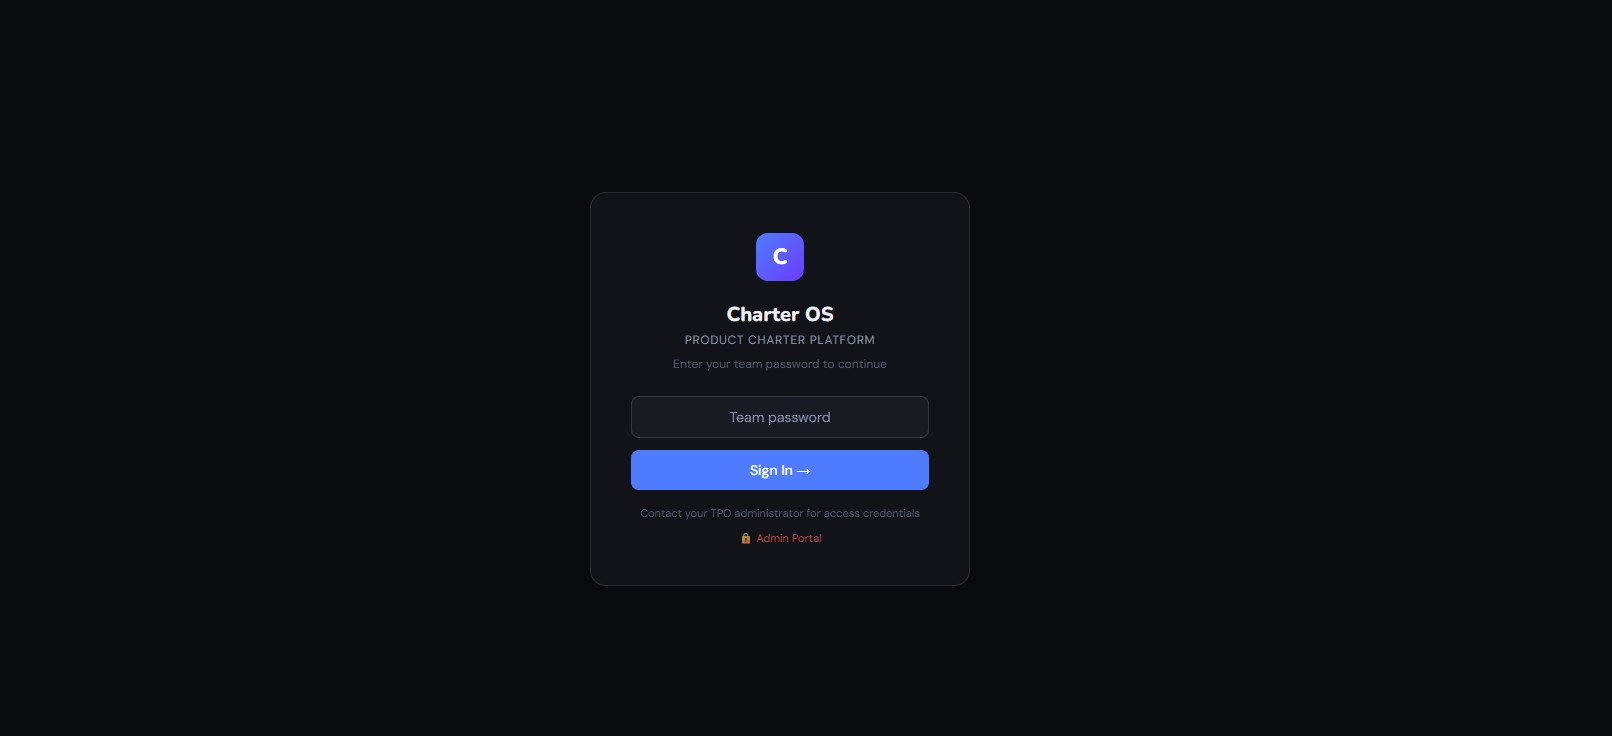 C
Charter OS
PRODUCT CHARTER PLATFORM
Enter your team password to continue
Team password
Sign In →
Contact your TPO administrator for access credentials
🔒 Admin Portal